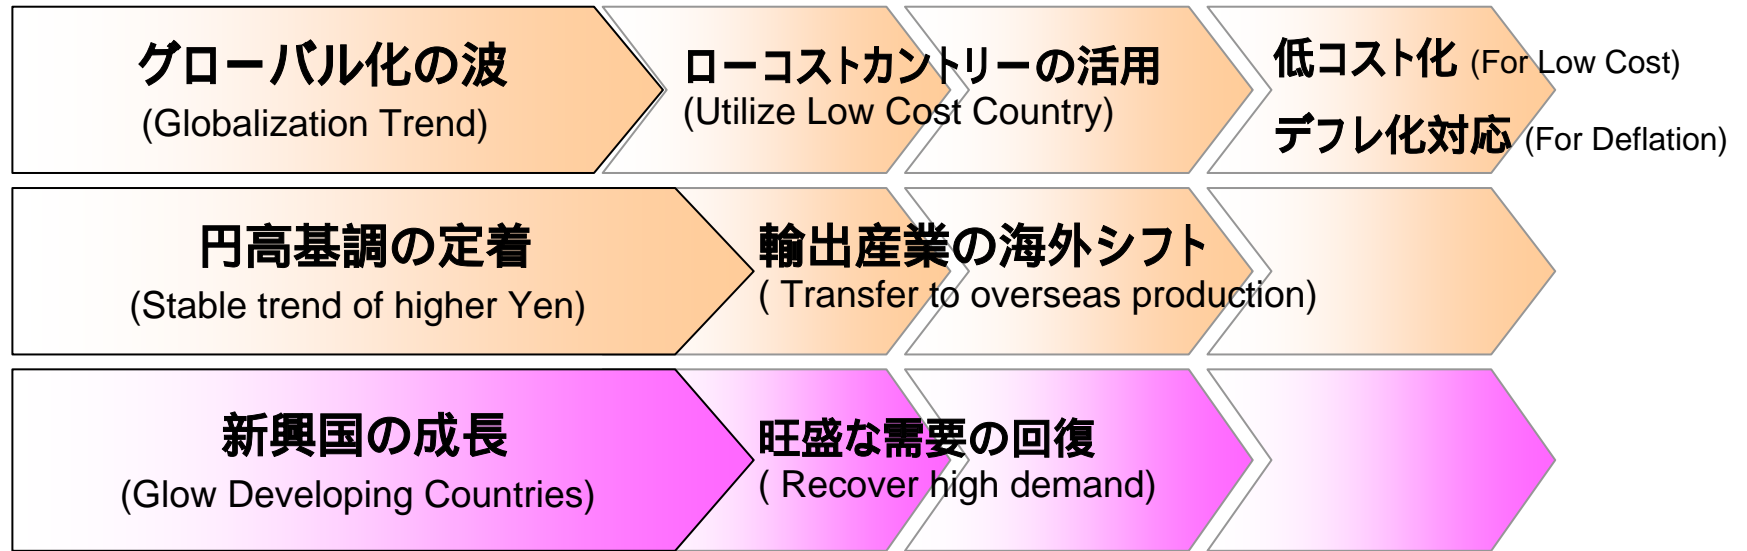 グローバル化の波
(Globalization Trend)
ローコストカントリーの活用
(Utilize Low Cost Country)
低コスト化 (For Low Cost)
デフレ化対応 (For Deflation)
円高基調の定着
(Stable trend of higher Yen)
輸出産業の海外シフト
( Transfer to overseas production)
新興国の成長
(Glow Developing Countries)
旺盛な需要の回復
( Recover high demand)